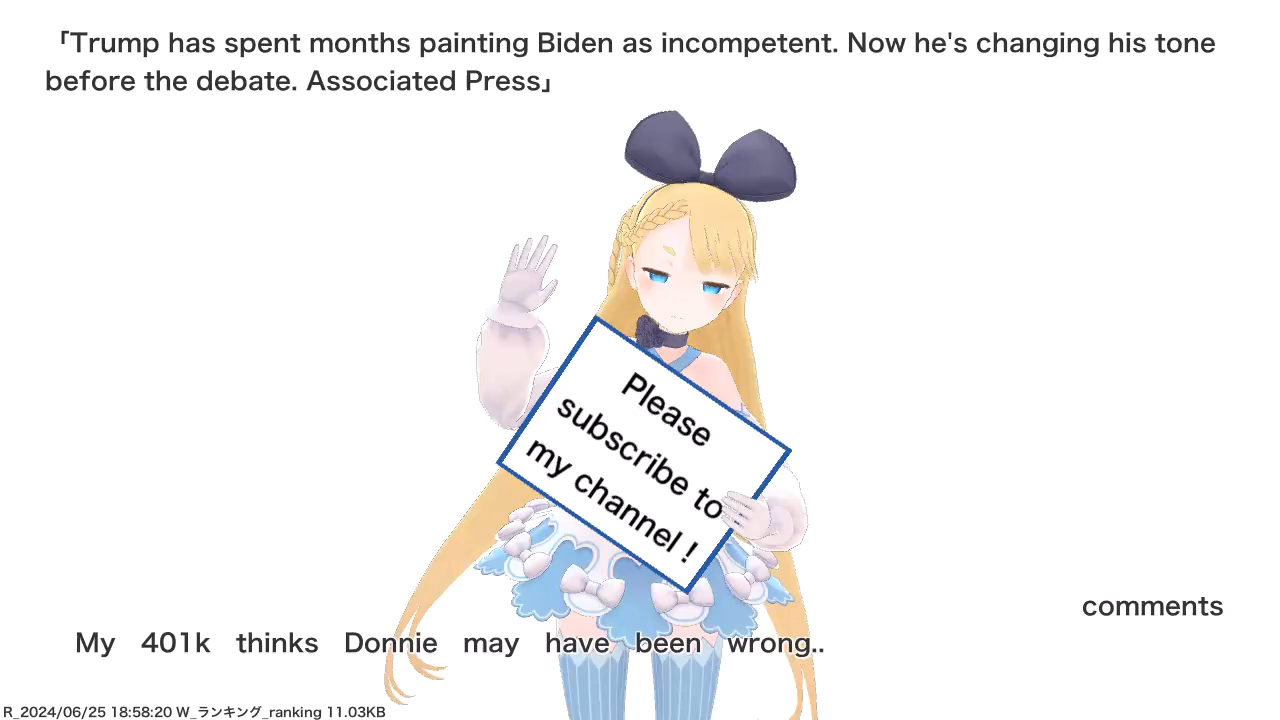 「Trump has spent months painting Biden as incompetent. Now he's changing his tone
before the debate. Associated Press」
Please
subscribe to
my channel !
comments
My 401k thinks Donnie may have been wrong..
R_2024/06/25 18:58:20 W_ランキング_ranking 11.03KB